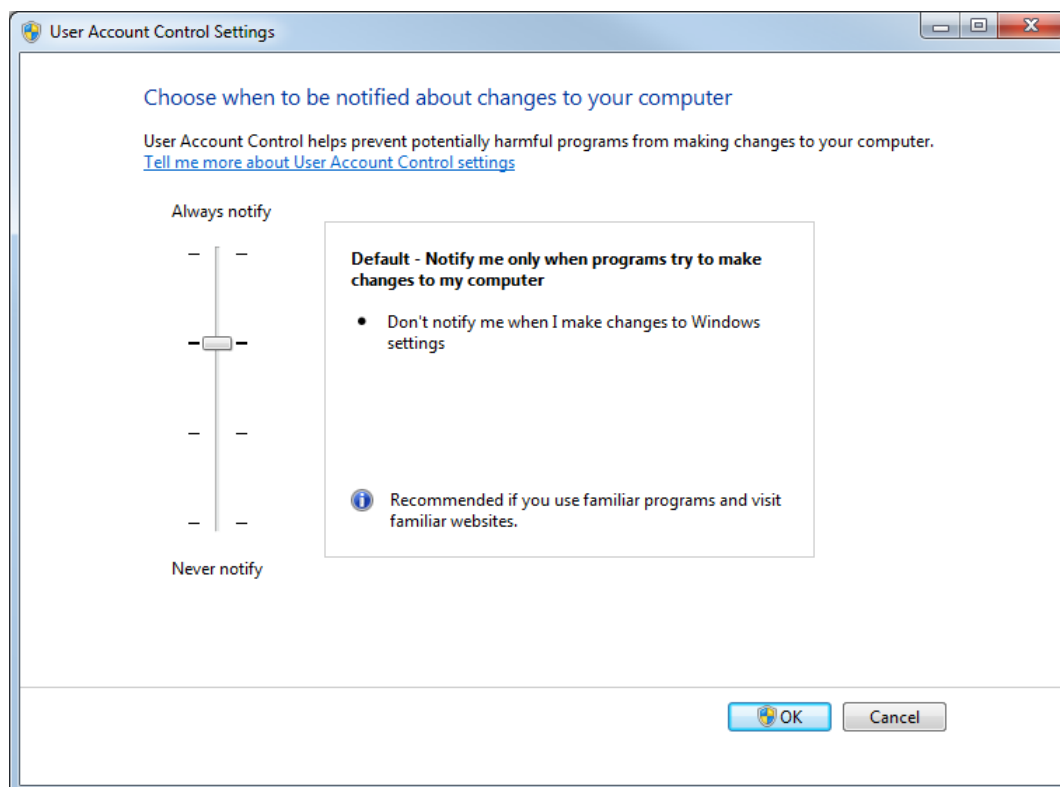 User Account Control Settings
Choose when to be notified about changes to your computer
User Account Control helps prevent potentially harmful programs from making changes to your computer.
Tell me more about User Account Control settings
Always notify
Default - Notify me only when programs try to make
changes to my computer
• Don't notify me when I make changes to Windows
settings
Recommended if you use familiar programs and visit
familiar websites.
Never notify
OK
Cancel